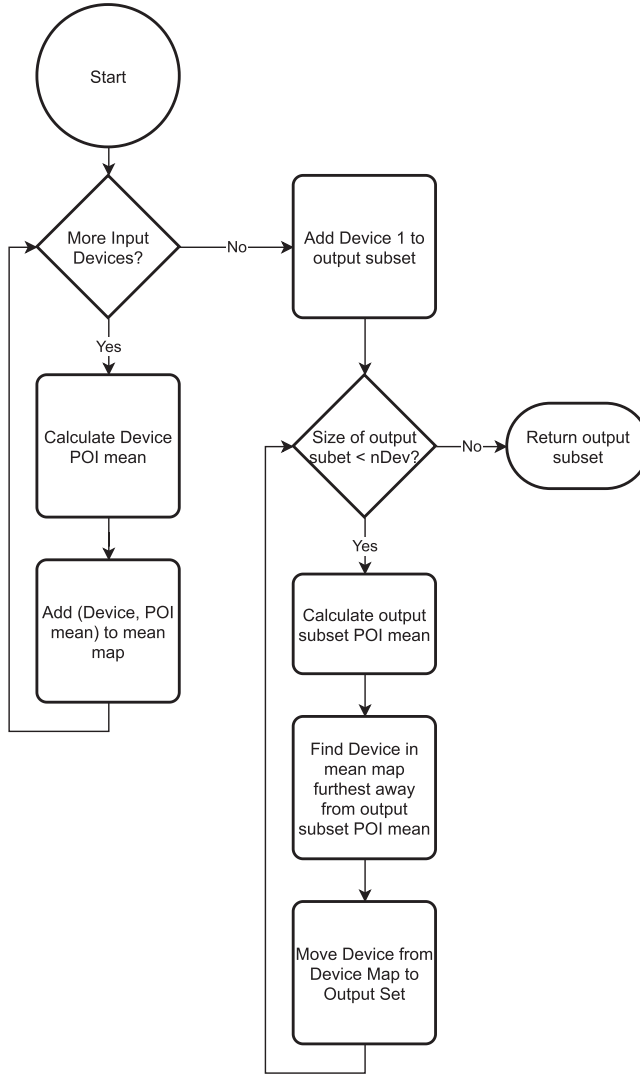 Start
More Input
Devices?
No
Add Device 1 to
output subset
Yes
Calculate Device
POI mean
Size of output
subet < nDev?
No
Return output
subset
Yes
Add (Device, POI
mean) to mean
map
Calculate output
subset POI mean
Find Device in
mean map
furthest away
from output
subset POI mean
Move Device from
Device Map to
Output Set